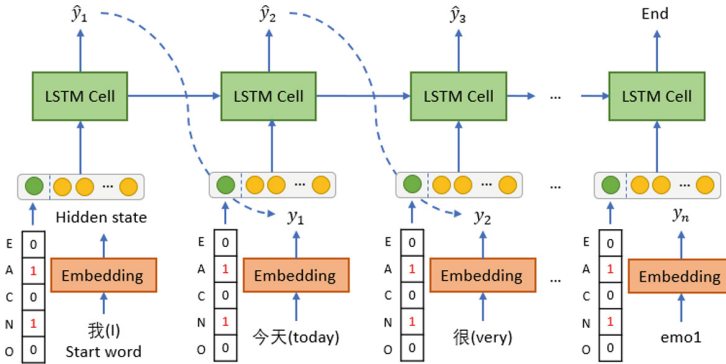 ŷ₁ ŷ₂ ŷ₃ End
LSTM Cell LSTM Cell LSTM Cell ... LSTM Cell
... ... ... ... ...
Hidden state y₁ y₂ yₙ
E 0 E 0 E 0 E 0
A 1 A 1 A 1 A 1
C 0 C 0 C 0 C 0
N 1 N 1 N 1 N 1
O 0 O 0 O 0 O 0
Embedding Embedding Embedding ... Embedding
我(I) 今天(today) 很(very) emo1
Start word